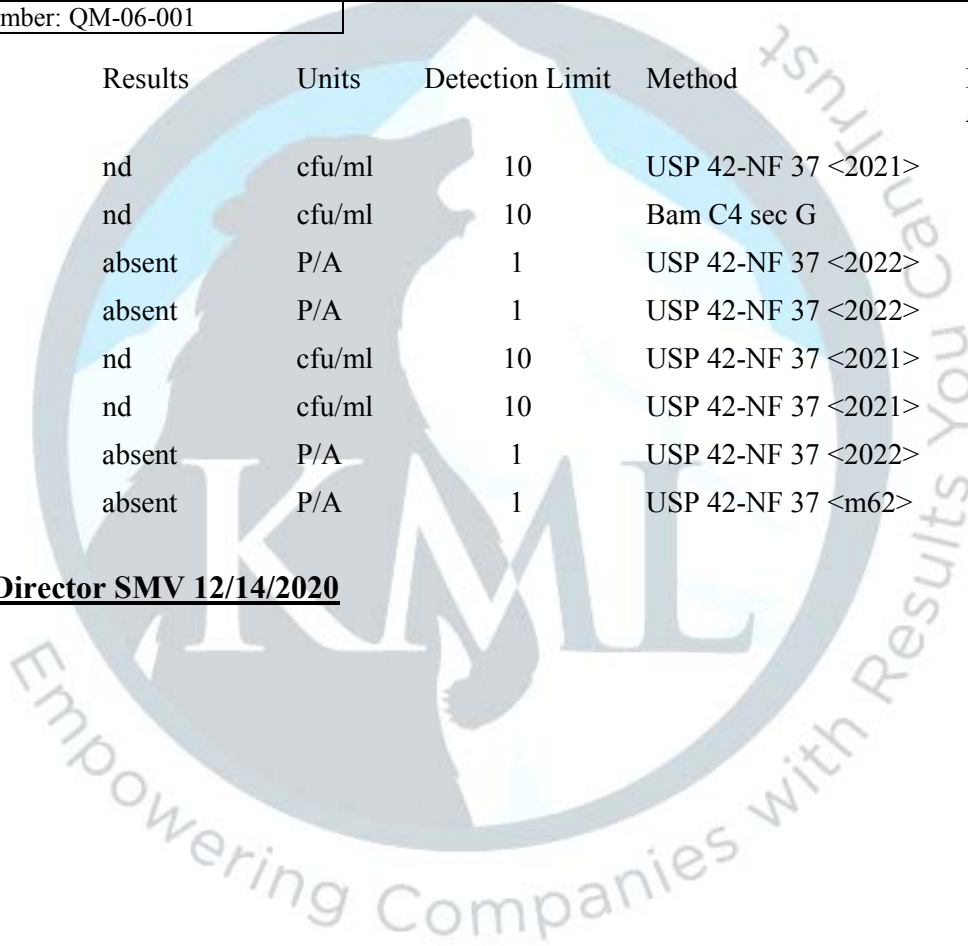 mber: QM-06-001
Results Units Detection Limit Method
nd cfu/ml 10 USP 42-NF 37 <2021>
nd cfu/ml 10 Bam C4 sec G
absent P/A 1 USP 42-NF 37 <2022>
absent P/A 1 USP 42-NF 37 <2022>
nd cfu/ml 10 USP 42-NF 37 <2021>
nd cfu/ml 10 USP 42-NF 37 <2021>
absent P/A 1 USP 42-NF 37 <2022>
absent P/A 1 USP 42-NF 37 <m62>
Director SMV 12/14/2020
KML
Empowering Companies with Results You Can Trust